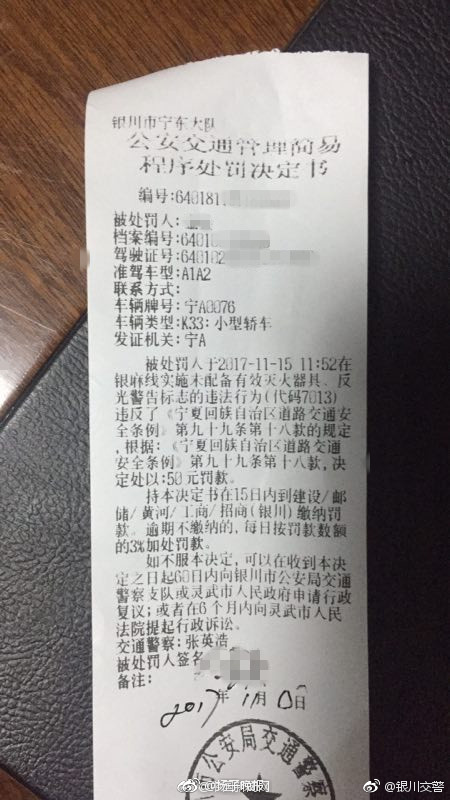 银川市宁东大队
公安交通管理简易
程序处罚决定书
编号:640181
被处罚人:
档案编号:64010
驾驶证号:640102
准驾车型:A1A2
联系方式:
车辆牌号:宁A0076
车辆类型:K33:小型轿车
发证机关:宁A
被处罚人于2017-11-15 11:52在
银麻线实施未配备有效灭火器具、反
光警告标志的违法行为(代码7013)
违反了《宁夏回族自治区道路交通安
全条例》第九十九条第十八款的规定
,根据:《宁夏回族自治区道路交通
安全条例》第九十九条第十八款,决
定处以:50元罚款。
持本决定书在15日内到建设/邮
储/黄河/工商/招商(银川)缴纳罚
款。逾期不缴纳的,每日按罚款数额
的3%加处罚款。
如不服本决定,可以在收到本决
定之日起60日内向银川市公安局交通
警察支队或灵武市人民政府申请行政
复议;或者在6个月内向灵武市人民
法院提起行政诉讼。
交通警察:张英浩
被处罚人签名
备注:
2017年11月 日
公安局交通警察
@扬子晚报网
@银川交警